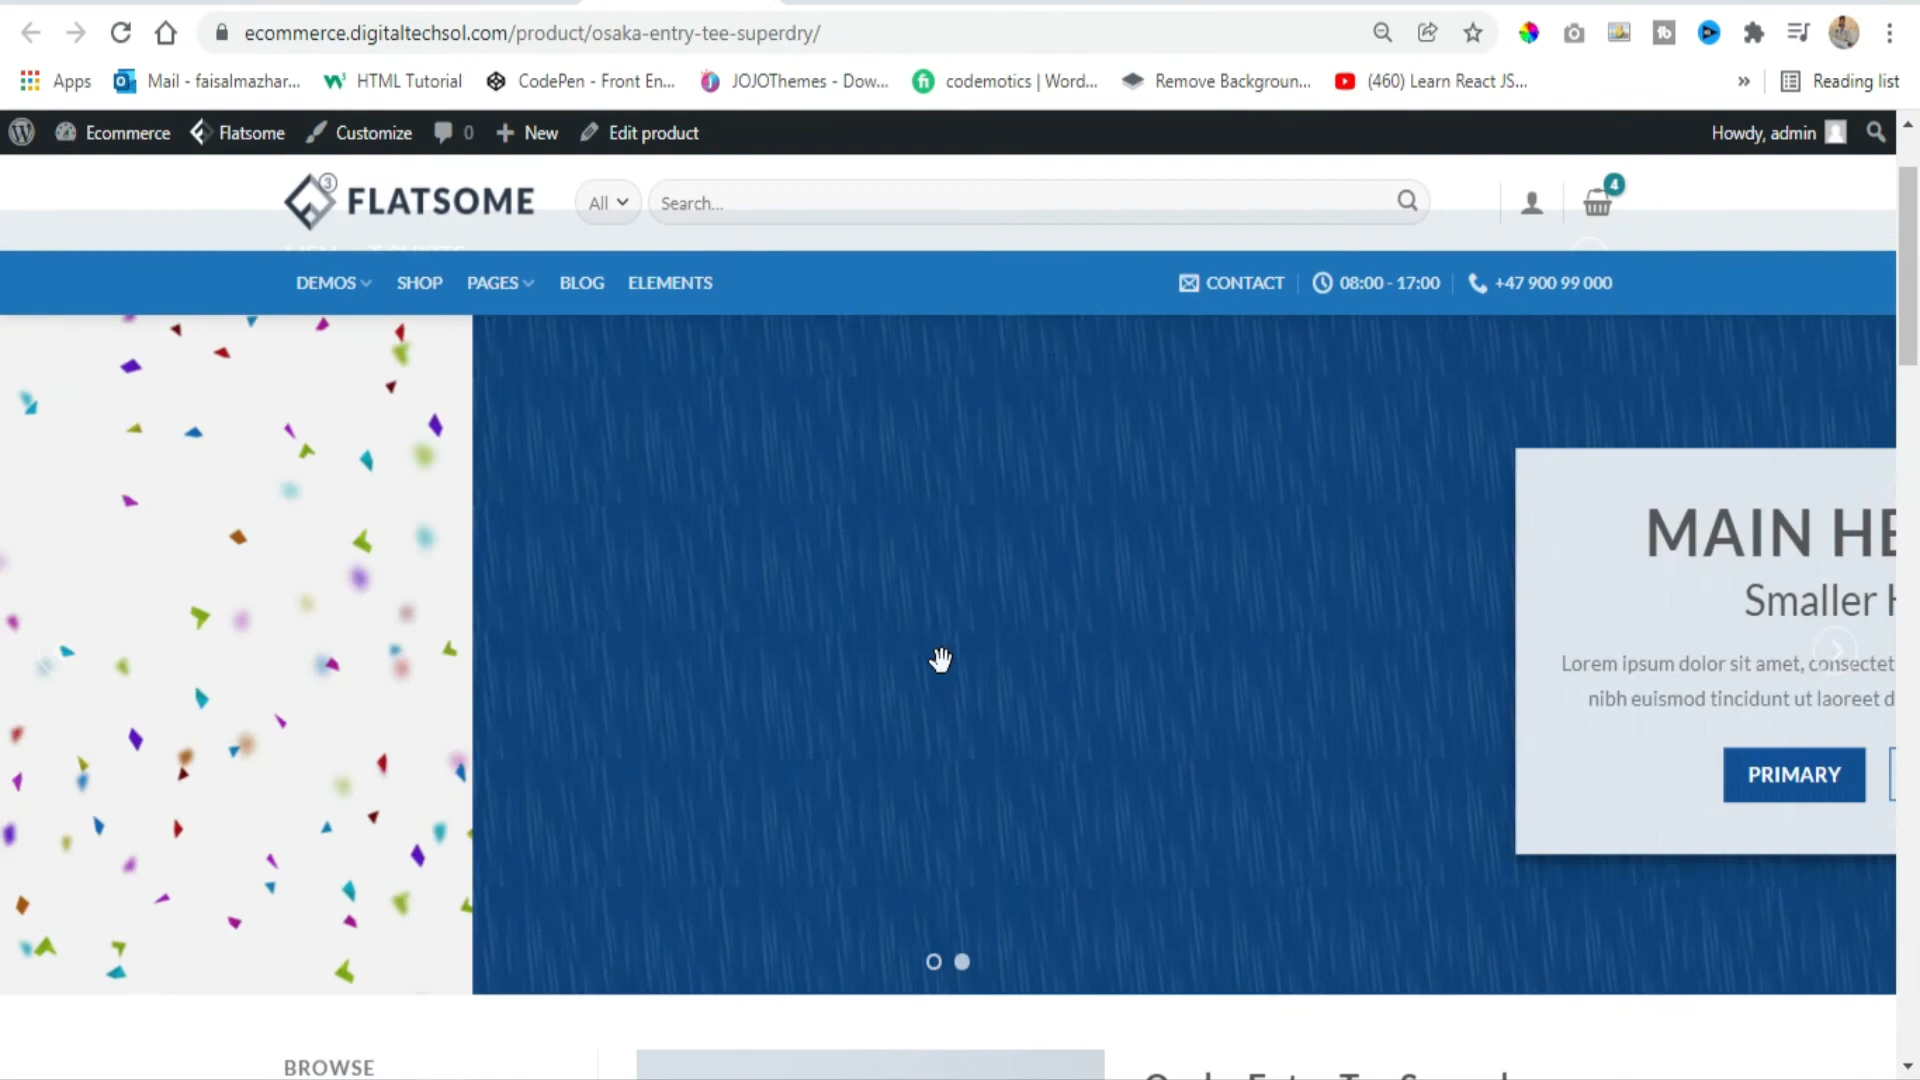 ecommerce.digitaltechsol.com/product/osaka-entry-tee-superdry/
Apps Mail - faisalmazhar... HTML Tutorial CodePen - Front En... JOJOThemes - Dow... codemotics | Word... Remove Backgroun... (460) Learn React JS... » Reading list
Ecommerce Flatsome Customize 0 New Edit product Howdy, admin
3 FLATSOME All Search... 4
DEMOS SHOP PAGES BLOG ELEMENTS CONTACT 08:00 - 17:00 +47 900 99 000
MAIN HE
Smaller H
Lorem ipsum dolor sit amet, consectet
nibh euismod tincidunt ut laoreet d
PRIMARY
BROWSE